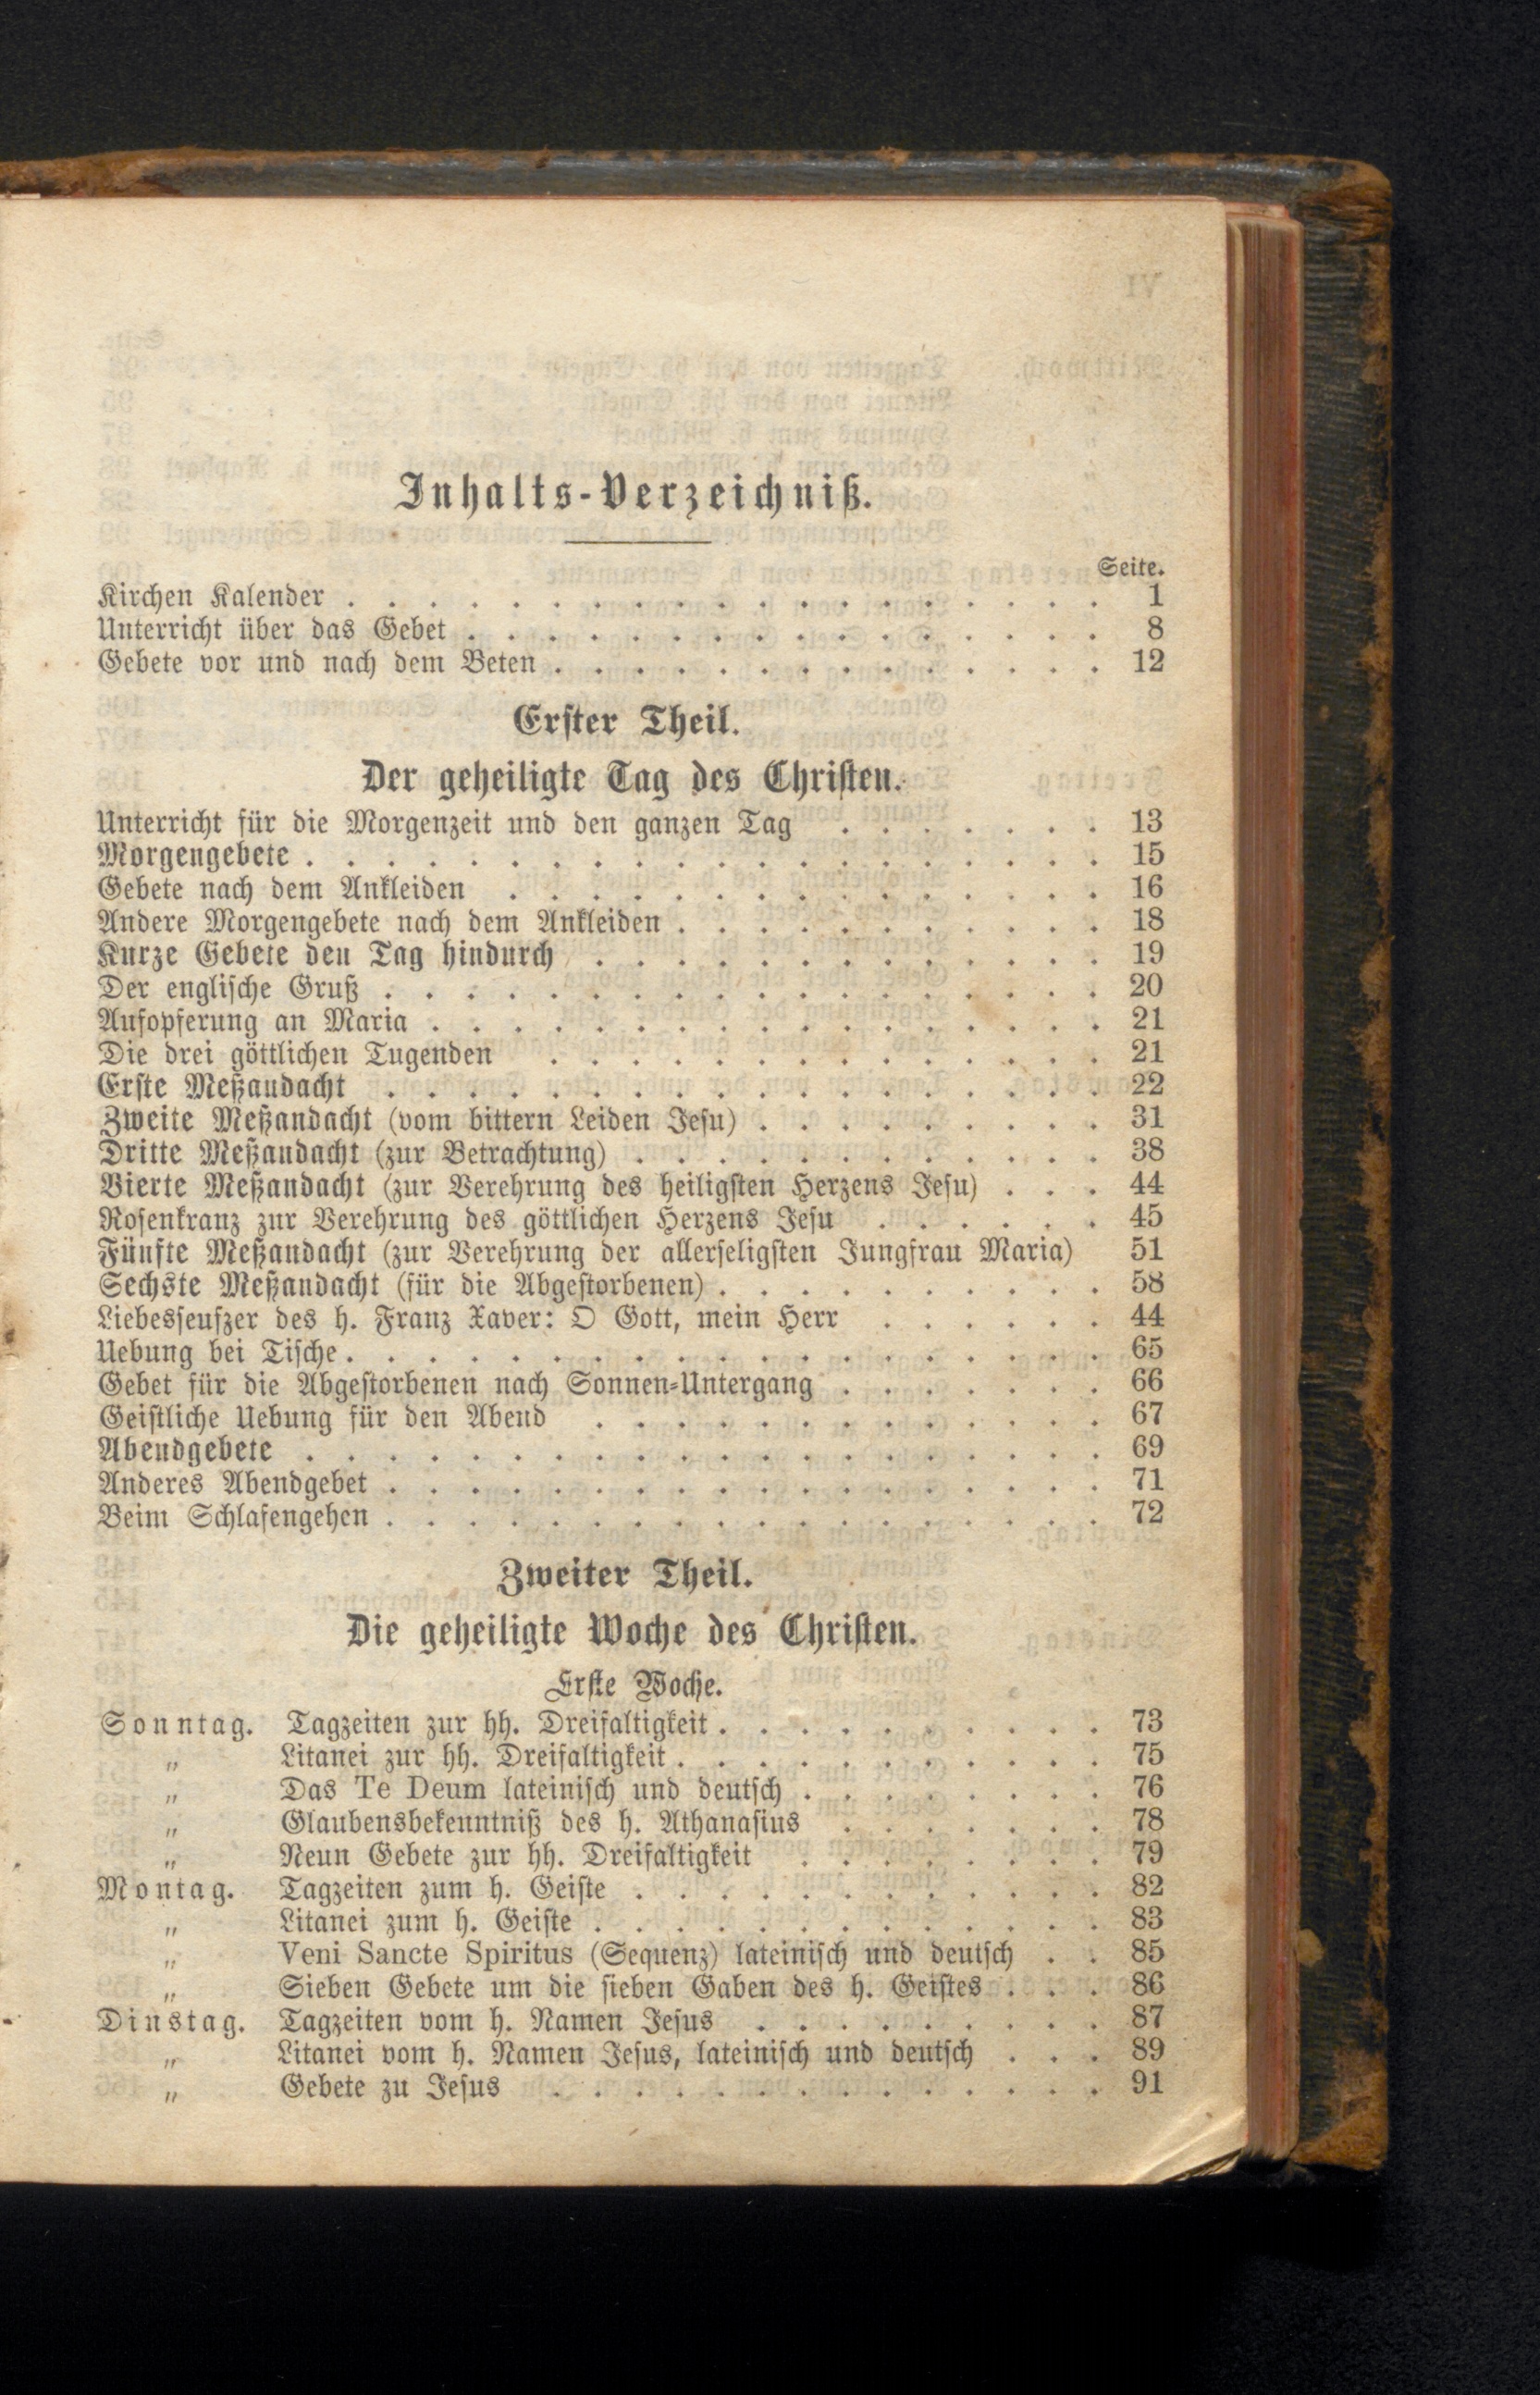 Inhalts-Verzeichniß.
Seite.
Kirchen Kalender . . . . . . . . . . . . . . . . . . . 1
Unterricht über das Gebet . . . . . . . . . . . . . . . . 8
Gebete vor und nach dem Beten . . . . . . . . . . . . . . 12
Erster Theil.
Der geheiligte Tag des Christen.
Unterricht für die Morgenzeit und den ganzen Tag . . . . . . . 13
Morgengebete . . . . . . . . . . . . . . . . . . . . 15
Gebete nach dem Ankleiden . . . . . . . . . . . . . . . 16
Andere Morgengebete nach dem Ankleiden . . . . . . . . . . . 18
Kurze Gebete den Tag hindurch . . . . . . . . . . . . . 19
Der englische Gruß . . . . . . . . . . . . . . . . . . 20
Aufopferung an Maria . . . . . . . . . . . . . . . . . 21
Die drei göttlichen Tugenden . . . . . . . . . . . . . . 21
Erste Meßandacht . . . . . . . . . . . . . . . . . . 22
Zweite Meßandacht (vom bittern Leiden Jesu) . . . . . . . . . 31
Dritte Meßandacht (zur Betrachtung) . . . . . . . . . . . . 38
Vierte Meßandacht (zur Verehrung des heiligsten Herzens Jesu) . . . 44
Rosenkranz zur Verehrung des göttlichen Herzens Jesu . . . . . . 45
Fünfte Meßandacht (zur Verehrung der allerseligsten Jungfrau Maria) 51
Sechste Meßandacht (für die Abgestorbenen) . . . . . . . . . . 58
Liebesseufzer des h. Franz Xaver: O Gott, mein Herr . . . . . . 44
Uebung bei Tische . . . . . . . . . . . . . . . . . . . 65
Gebet für die Abgestorbenen nach Sonnen-Untergang . . . . . . . 66
Geistliche Uebung für den Abend . . . . . . . . . . . . . 67
Abendgebete . . . . . . . . . . . . . . . . . . . . 69
Anderes Abendgebet . . . . . . . . . . . . . . . . . . 71
Beim Schlafengehen . . . . . . . . . . . . . . . . . . 72
Zweiter Theil.
Die geheiligte Woche des Christen.
Erste Woche.
Sonntag. Tagzeiten zur hh. Dreifaltigkeit . . . . . . . . . . 73
" Litanei zur hh. Dreifaltigkeit . . . . . . . . . . . 75
" Das Te Deum lateinisch und deutsch . . . . . . . . 76
" Glaubensbekenntniß des h. Athanasius . . . . . . . 78
" Neun Gebete zur hh. Dreifaltigkeit . . . . . . . . 79
Montag. Tagzeiten zum h. Geiste . . . . . . . . . . . . 82
" Litanei zum h. Geiste . . . . . . . . . . . . . 83
" Veni Sancte Spiritus (Sequenz) lateinisch und deutsch . . 85
" Sieben Gebete um die sieben Gaben des h. Geistes . . . 86
Dinstag. Tagzeiten vom h. Namen Jesus . . . . . . . . . 87
" Litanei vom h. Namen Jesus, lateinisch und deutsch . . . 89
" Gebete zu Jesus . . . . . . . . . . . . . . 91